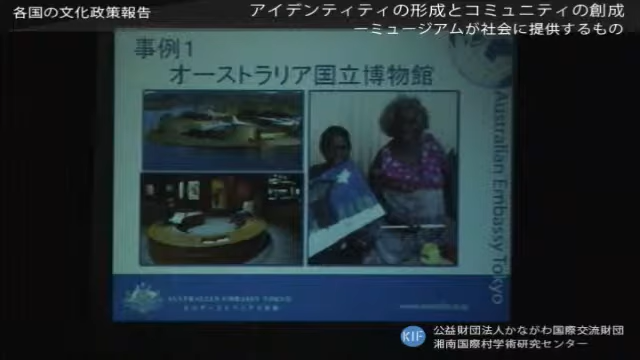 各国の文化政策報告
アイデンティティの形成とコミュニティの創成
ーミュージアムが社会に提供するもの
事例1
オーストラリア国立博物館
Australian Embassy Tokyo
AUSTRALIAN EMBASSY TOKYO
KIF
公益財団法人かながわ国際交流財団
湘南国際村学術研究センター